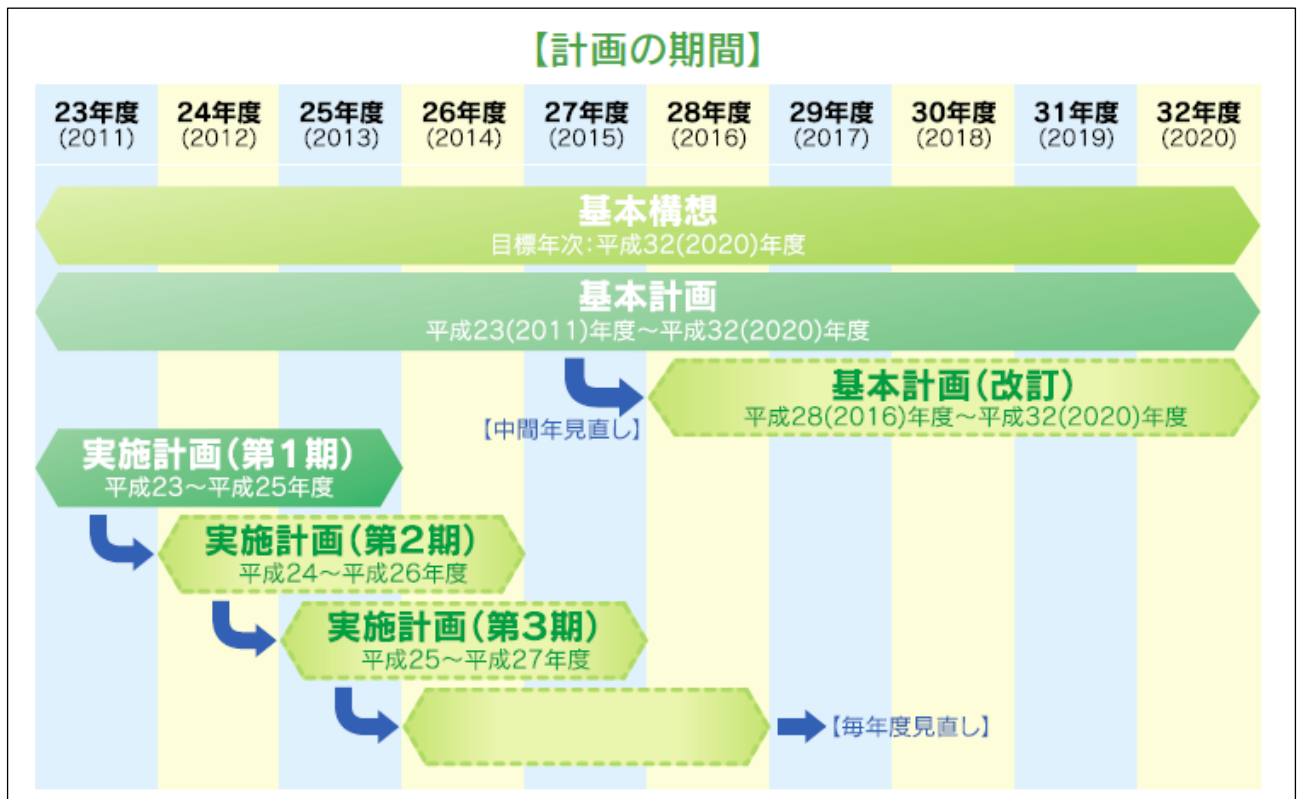 【計画の期間】
23年度 24年度 25年度 26年度 27年度 28年度 29年度 30年度 31年度 32年度
(2011) (2012) (2013) (2014) (2015) (2016) (2017) (2018) (2019) (2020)
基本構想
目標年次:平成32(2020)年度
基本計画
平成23(2011)年度～平成32(2020)年度
基本計画(改訂)
平成28(2016)年度～平成32(2020)年度
【中間年見直し】
実施計画(第1期)
平成23～平成25年度
実施計画(第2期)
平成24～平成26年度
実施計画(第3期)
平成25～平成27年度
【毎年度見直し】